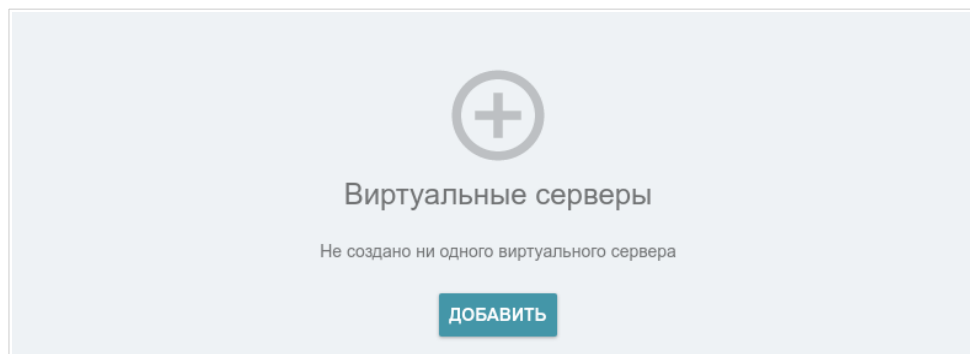 Виртуальные серверы
Не создано ни одного виртуального сервера
ДОБАВИТЬ